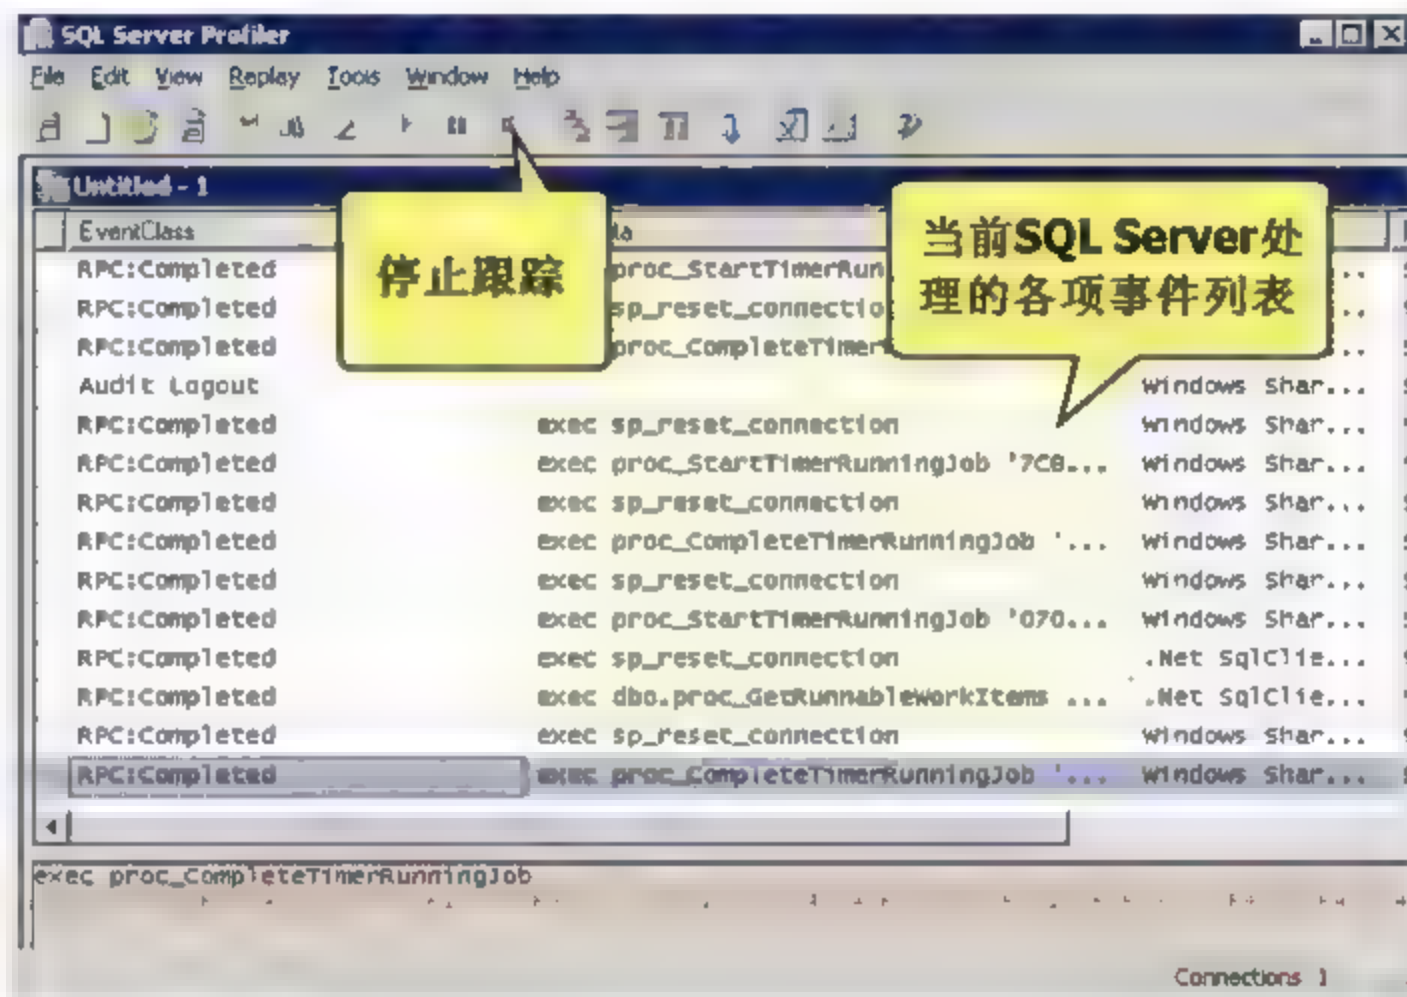 SQL Server Profiler
File Edit View Replay Tools Window Help
Untitled - 1
EventClass
停止跟踪
当前SQL Server处
理的各项事件列表
RPC:Completed proc_StartTimerRun
RPC:Completed sp_reset_connectio
RPC:Completed proc_CompleteTimer
Audit Logout Windows Shar...
RPC:Completed exec sp_reset_connection Windows Shar...
RPC:Completed exec proc_StartTimerRunningJob '7C8... Windows Shar...
RPC:Completed exec sp_reset_connection Windows Shar...
RPC:Completed exec proc_CompleteTimerRunningJob '... Windows Shar...
RPC:Completed exec sp_reset_connection Windows Shar...
RPC:Completed exec proc_StartTimerRunningJob '070... Windows Shar...
RPC:Completed exec sp_reset_connection .Net SqlClie...
RPC:Completed exec dbo.proc_GetRunnableWorkItems ... .Net SqlClie...
RPC:Completed exec sp_reset_connection Windows Shar...
RPC:Completed exec proc_CompleteTimerRunningJob '... Windows Shar...
exec proc_CompleteTimerRunningJob
Connections 1